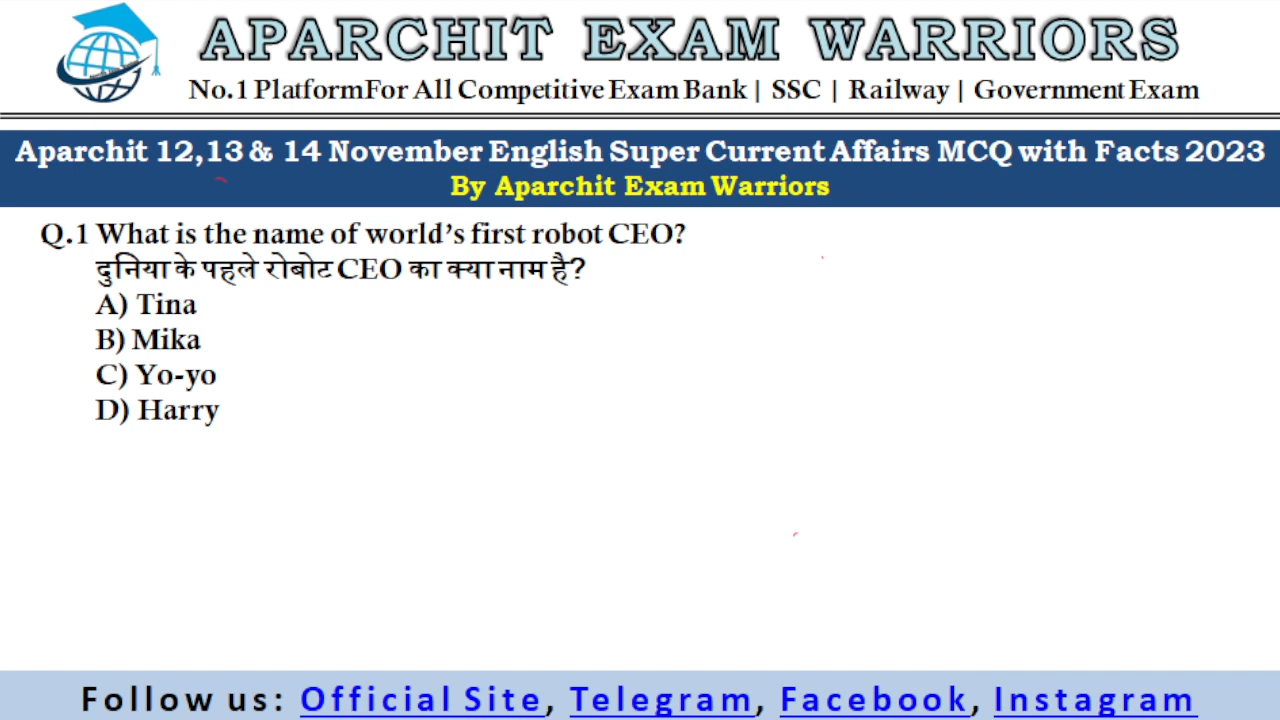 APARCHIT EXAM WARRIORS
No.1 PlatformFor All Competitive Exam Bank | SSC | Railway | Government Exam
Aparchit 12,13 & 14 November English Super Current Affairs MCQ with Facts 2023
By Aparchit Exam Warriors
Q.1 What is the name of world’s first robot CEO?
दुनिया के पहले रोबोट CEO का क्या नाम है?
A) Tina
B) Mika
C) Yo-yo
D) Harry
Follow us: Official Site, Telegram, Facebook, Instagram